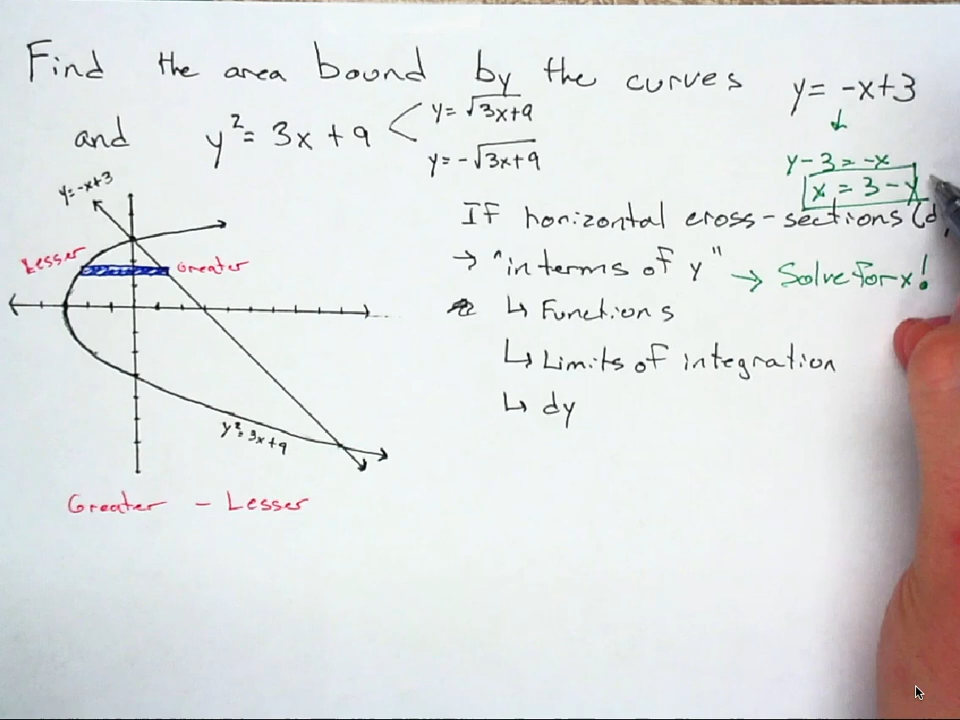 Find the area bound by the curves y = -x+3
and y² = 3x + 9
y = √3x+9
y = -√3x+9
↓
y - 3 = -x
x = 3 - y
If horizontal cross-sections (d
→ "in terms of y" → Solve for x!
↳ Functions
↳ Limits of integration
↳ dy
y=-x+3
Lesser Greater
y²=3x+9
Greater - Lesser